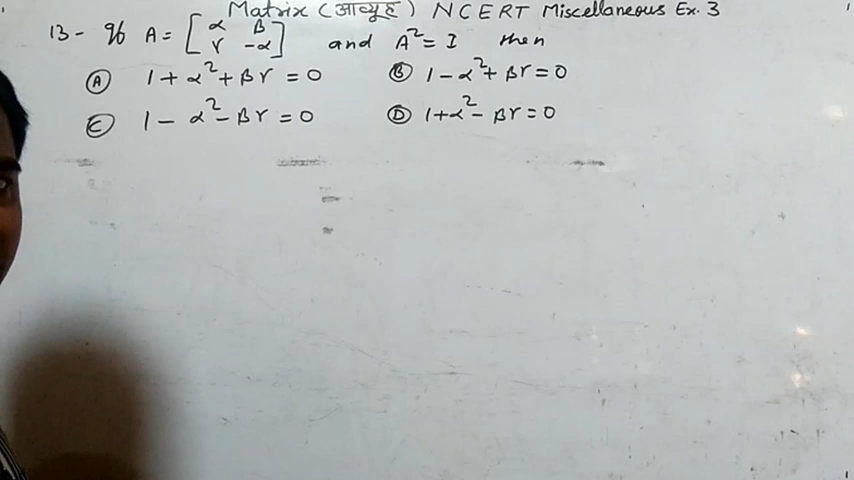 Matrix (आव्यूह) NCERT Miscellaneous Ex. 3
13 - If A = [α β; γ -α] and A² = I then
Ⓐ 1 + α² + βγ = 0 Ⓑ 1 - α² + βγ = 0
Ⓒ 1 - α² - βγ = 0 Ⓓ 1 + α² - βγ = 0